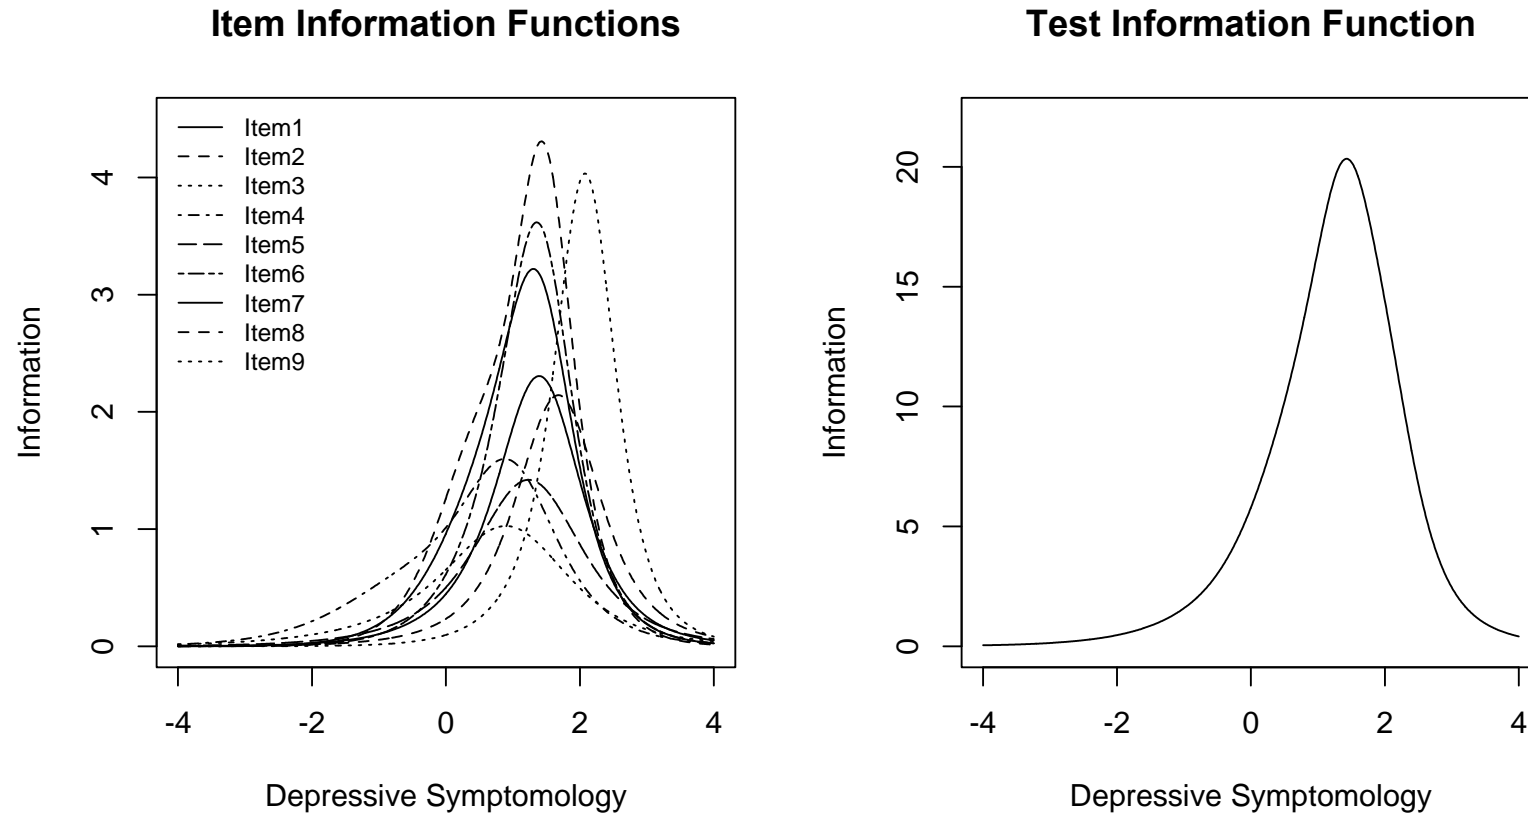 Item Information Functions
Information
4
3
2
1
0
Item1
Item2
Item3
Item4
Item5
Item6
Item7
Item8
Item9
-4 -2 0 2 4
Depressive Symptomology
Test Information Function
Information
20
15
10
5
0
-4 -2 0 2 4
Depressive Symptomology